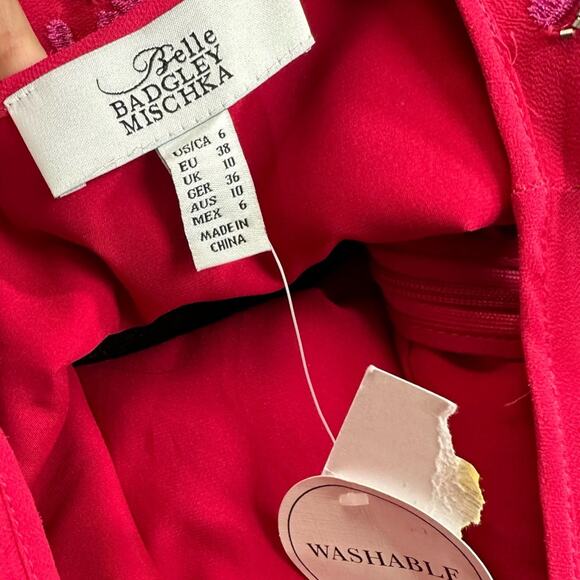 Belle
BADGLEY
MISCHKA
US/CA 6
EU 38
UK 10
GER 36
AUS 10
MEX 6
MADE IN
CHINA
WASHABLE